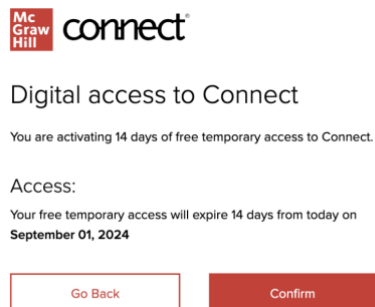 Mc
Graw
Hill
connect®
Digital access to Connect
You are activating 14 days of free temporary access to Connect.
Access:
Your free temporary access will expire 14 days from today on
September 01, 2024
Go Back Confirm